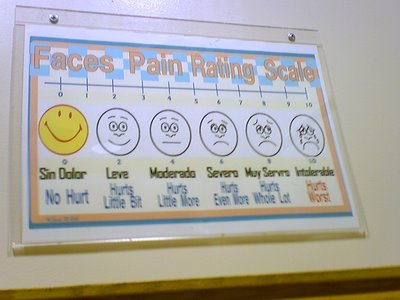 Faces Pain Rating Scale
0 1 2 3 4 5 6 7 8 9 10
0 2 4 6 8 10
Sin Dolor Leve Moderado Severo Muy Servro Intolerable
No Hurt Hurts Little Bit Hurts Little More Hurts Even More Hurts Whole Lot Hurts Worst